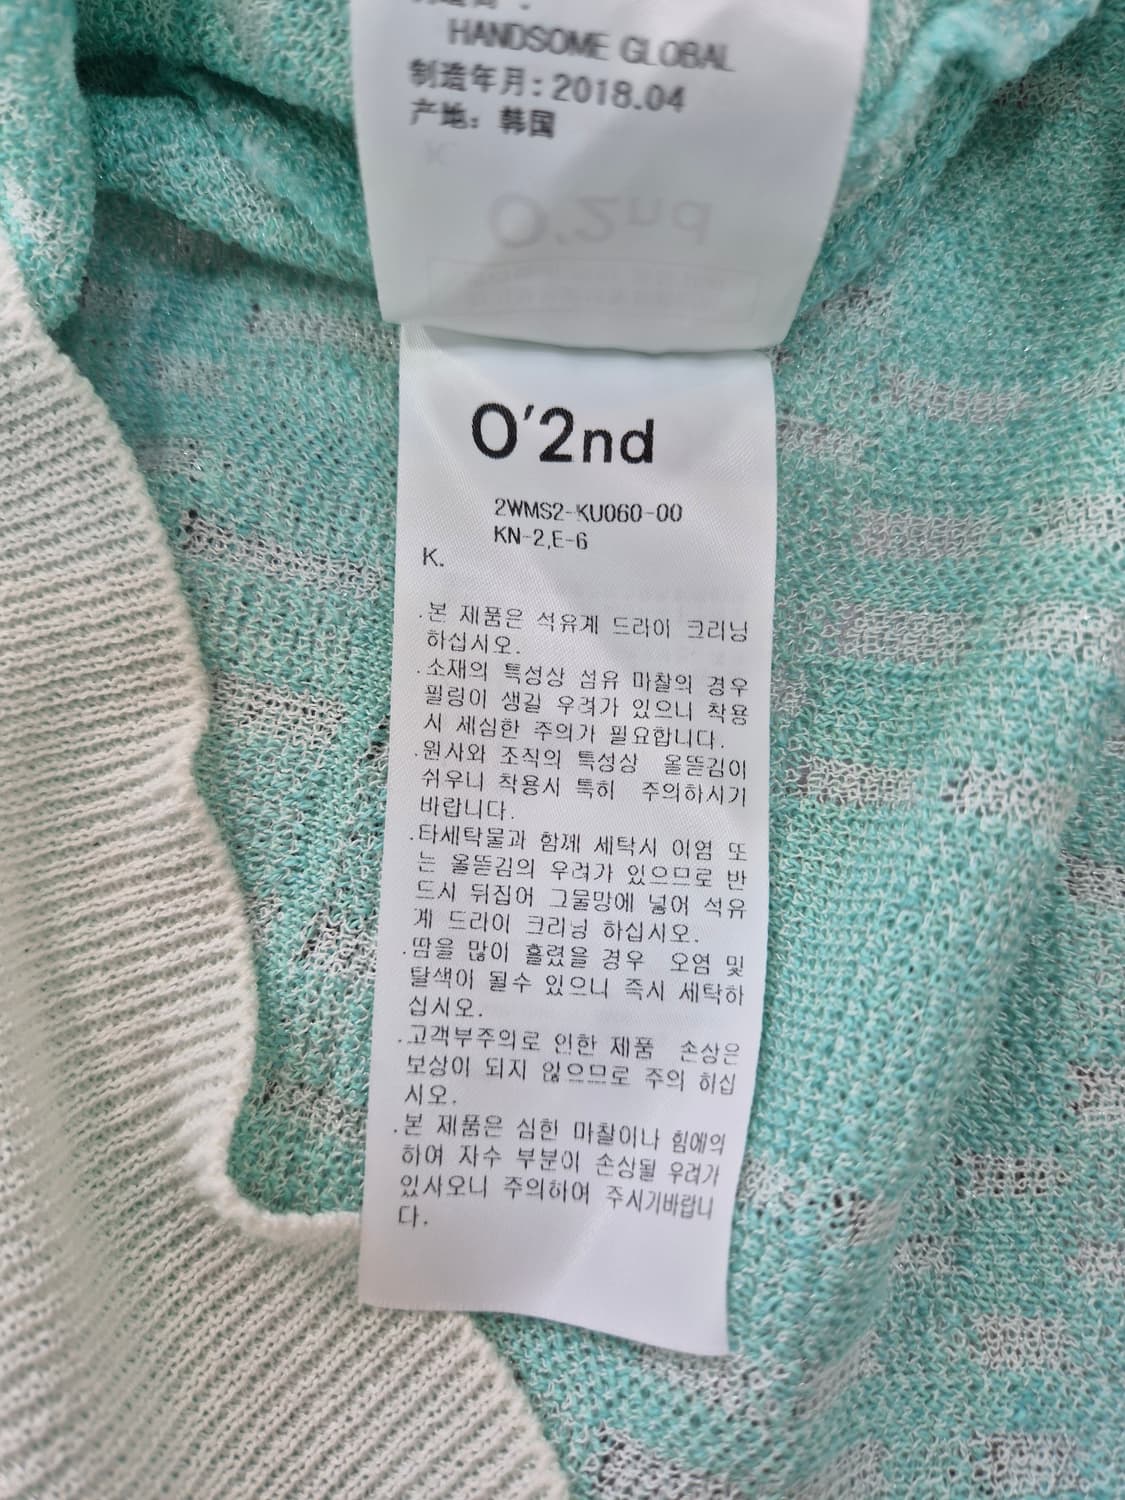 HANDSOME GLOBAL
制造年月: 2018.04
产地: 韩国
O'2nd
O'2nd
2WMS2-KU060-00
KN-2,E-6
K.
.본 제품은 석유계 드라이 크리닝
하십시오.
.소재의 특성상 섬유 마찰의 경우
필링이 생길 우려가 있으니 착용
시 세심한 주의가 필요합니다.
.원사와 조직의 특성상 올뜯김이
쉬우니 착용시 특히 주의하시기
바랍니다.
.타세탁물과 함께 세탁시 이염 또
는 올뜯김의 우려가 있으므로 반
드시 뒤집어 그물망에 넣어 석유
계 드라이 크리닝 하십시오.
.땀을 많이 흘렸을 경우 오염 및
탈색이 될수 있으니 즉시 세탁하
십시오.
.고객부주의로 인한 제품 손상은
보상이 되지 않으므로 주의 하십
시오.
.본 제품은 심한 마찰이나 힘에의
하여 자수 부분이 손상될 우려가
있사오니 주의하여 주시기바랍니
다.